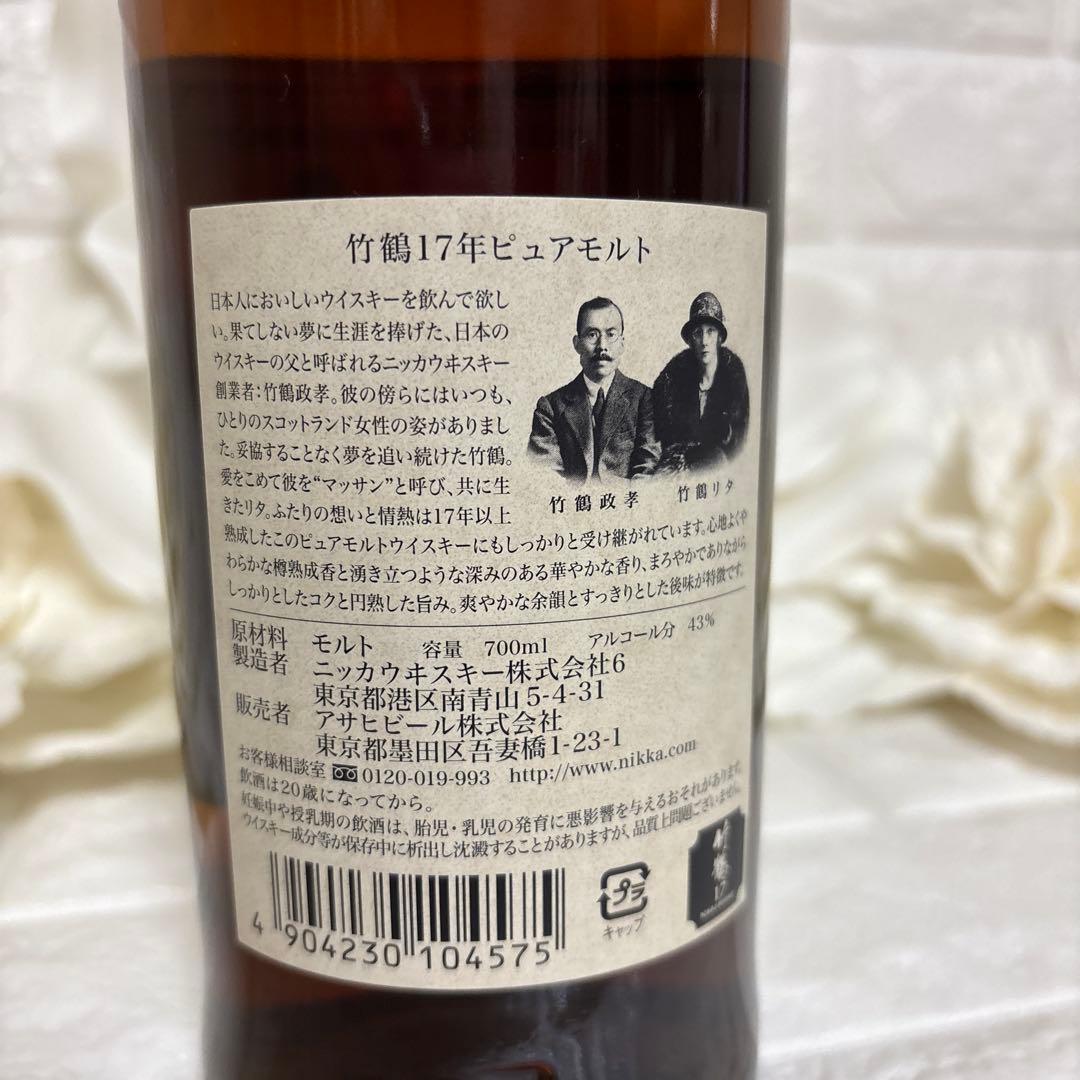 竹鶴17年ピュアモルト
日本人においしいウイスキーを飲んで欲し
い。果てしない夢に生涯を捧げた、日本の
ウイスキーの父と呼ばれるニッカウヰスキー
創業者：竹鶴政孝。彼の傍らにはいつも、
ひとりのスコットランド女性の姿がありまし
た。妥協することなく夢を追い続けた竹鶴。
愛をこめて彼を“マッサン”と呼び、共に生
きたリタ。ふたりの想いと情熱は17年以上
熟成したこのピュアモルトウイスキーにもしっかりと受け継がれています。心地よくや
わらかな樽熟成香と湧き立つような深みのある華やかな香り、まろやかでありながら
しっかりとしたコクと円熟した旨み。爽やかな余韻とすっきりとした後味が特徴です。
竹鶴政孝 竹鶴リタ
原材料 モルト 容量 700ml アルコール分 43%
製造者 ニッカウヰスキー株式会社6
東京都港区南青山5-4-31
販売者 アサヒビール株式会社
東京都墨田区吾妻橋1-23-1
お客様相談室 0120-019-993 http://www.nikka.com
飲酒は20歳になってから。
妊娠中や授乳期の飲酒は、胎児・乳児の発育に悪影響を与えるおそれがあります。
ウイスキー成分等が保存中に析出し沈澱することがありますが、品質上問題ございません。
4 904230 104575
プラ
キャップ
竹鶴
17